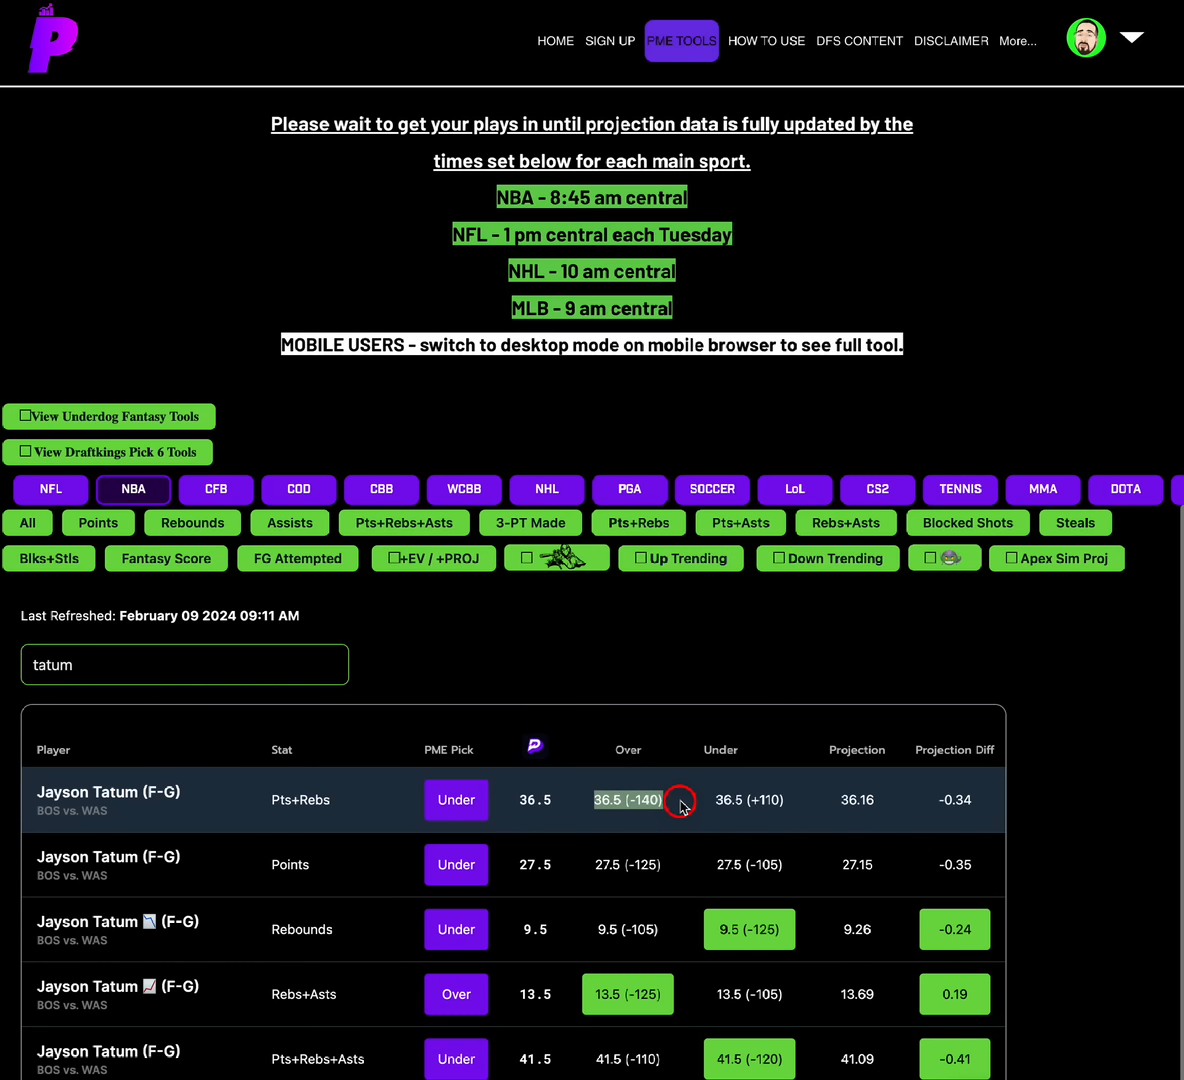 P
HOME SIGN UP PME TOOLS HOW TO USE DFS CONTENT DISCLAIMER More...
Please wait to get your plays in until projection data is fully updated by the
times set below for each main sport.
NBA - 8:45 am central
NFL - 1 pm central each Tuesday
NHL - 10 am central
MLB - 9 am central
MOBILE USERS - switch to desktop mode on mobile browser to see full tool.
View Underdog Fantasy Tools
View Draftkings Pick 6 Tools
NFL NBA CFB COD CBB WCBB NHL PGA SOCCER LoL CS2 TENNIS MMA DOTA
All Points Rebounds Assists Pts+Rebs+Asts 3-PT Made Pts+Rebs Pts+Asts Rebs+Asts Blocked Shots Steals
Blks+Stls Fantasy Score FG Attempted +EV / +PROJ Up Trending Down Trending Apex Sim Proj
Last Refreshed: February 09 2024 09:11 AM
tatum
Player Stat PME Pick P Over Under Projection Projection Diff
Jayson Tatum (F-G) Pts+Rebs Under 36.5 36.5 (-140) 36.5 (+110) 36.16 -0.34
BOS vs. WAS
Jayson Tatum (F-G) Points Under 27.5 27.5 (-125) 27.5 (-105) 27.15 -0.35
BOS vs. WAS
Jayson Tatum (F-G) Rebounds Under 9.5 9.5 (-105) 9.5 (-125) 9.26 -0.24
BOS vs. WAS
Jayson Tatum (F-G) Rebs+Asts Over 13.5 13.5 (-125) 13.5 (-105) 13.69 0.19
BOS vs. WAS
Jayson Tatum (F-G) Pts+Rebs+Asts Under 41.5 41.5 (-110) 41.5 (-120) 41.09 -0.41
BOS vs. WAS